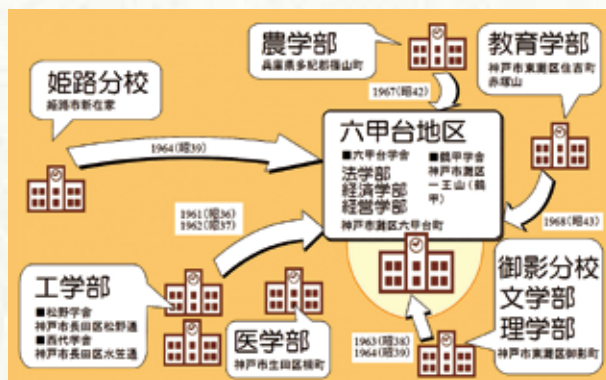 農学部
兵庫県多紀郡篠山町
教育学部
神戸市東灘区住吉町
赤塚山
姫路分校
姫路市新在家
1967(昭42)
1964(昭39)
六甲台地区
■六甲台学舎
法学部
経済学部
経営学部
神戸市灘区六甲台町
■鶴甲学舎
神戸市灘区
一王山(鶴
甲)
1961(昭36)
1962(昭37)
1968(昭43)
工学部
■松野学舎
神戸市長田区松野通
■西代学舎
神戸市長田区水笠通
医学部
神戸市生田区楠町
1963(昭38)
1964(昭39)
御影分校
文学部
理学部
神戸市東灘区御影町